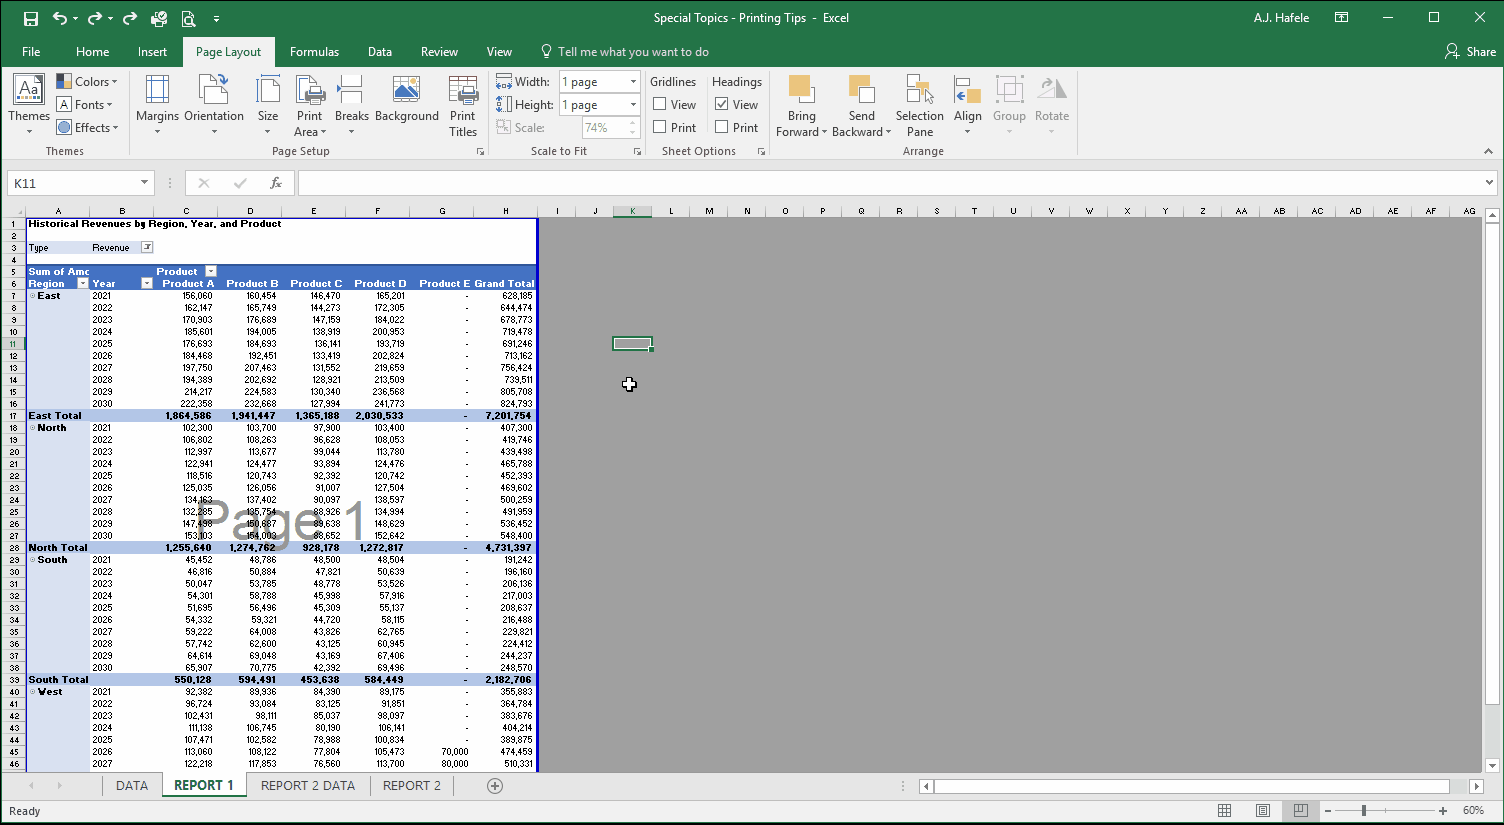 Special Topics - Printing Tips - Excel
A.J. Hafele
File Home Insert Page Layout Formulas Data Review View Tell me what you want to do
Share
Themes
Colors
Fonts
Effects
Themes
Margins Orientation Size Print Area Breaks Background Print Titles
Page Setup
Width: 1 page
Height: 1 page
Scale: 74%
Scale to Fit
Gridlines Headings
View View
Print Print
Sheet Options
Bring Forward Send Backward Selection Pane Align Group Rotate
Arrange
K11
fx
A B C D E F G H I J K L M N O P Q R S T U V W X Y Z AA AB AC AD AE AF AG
1 Historical Revenues by Region, Year, and Product
2
3 Type Revenue
4
5 Sum of Amc Product
6 Region Year Product A Product B Product C Product D Product E Grand Total
7 East 2021 156,060 160,454 146,470 165,201 - 628,185
8 2022 162,147 165,749 144,273 172,305 - 644,474
9 2023 170,903 176,689 147,159 184,022 - 678,773
10 2024 185,601 194,005 138,919 200,953 - 719,478
11 2025 176,693 184,693 136,141 193,719 - 691,246
12 2026 184,468 192,451 133,419 202,824 - 713,162
13 2027 197,750 207,463 131,552 219,659 - 756,424
14 2028 194,389 202,692 128,921 213,509 - 739,511
15 2029 214,217 224,583 130,340 236,568 - 805,708
16 2030 222,358 232,668 127,994 241,773 - 824,793
17 East Total 1,864,586 1,941,447 1,365,188 2,030,533 - 7,201,754
18 North 2021 102,300 103,700 97,900 103,400 - 407,300
19 2022 106,802 108,263 96,628 108,053 - 419,746
20 2023 112,997 113,677 99,044 113,780 - 439,498
21 2024 122,941 124,477 93,894 124,476 - 465,788
22 2025 118,516 120,743 92,392 120,742 - 452,393
23 2026 125,035 126,056 91,007 127,504 - 469,602
24 2027 134,163 137,402 90,097 138,597 - 500,259
25 2028 132,285 135,754 88,926 134,994 - 491,959
26 2029 147,498 150,687 89,638 148,629 - 536,452
27 2030 153,103 154,003 88,652 152,642 - 548,400
Page 1
28 North Total 1,255,640 1,274,762 928,178 1,272,817 - 4,731,397
29 South 2021 45,452 48,786 48,500 48,504 - 191,242
30 2022 46,816 50,884 47,821 50,639 - 196,160
31 2023 50,047 53,785 48,778 53,526 - 206,136
32 2024 54,301 58,788 45,998 57,916 - 217,003
33 2025 51,695 56,496 45,309 55,137 - 208,637
34 2026 54,332 59,321 44,720 58,115 - 216,488
35 2027 59,222 64,008 43,826 62,765 - 229,821
36 2028 57,742 62,600 43,125 60,945 - 224,412
37 2029 64,614 69,048 43,169 67,406 - 244,237
38 2030 65,907 70,775 42,392 69,496 - 248,570
39 South Total 550,128 594,491 453,638 584,449 - 2,182,706
40 West 2021 92,382 89,936 84,390 89,175 - 355,883
41 2022 96,724 93,084 83,125 91,851 - 364,784
42 2023 102,431 98,111 85,037 98,097 - 383,676
43 2024 111,138 106,745 80,190 106,141 - 404,214
44 2025 107,471 102,582 78,988 100,834 - 389,875
45 2026 113,060 108,122 77,804 105,473 70,000 474,459
46 2027 122,218 117,853 76,560 113,700 80,000 510,331
DATA REPORT 1 REPORT 2 DATA REPORT 2
Ready
60%